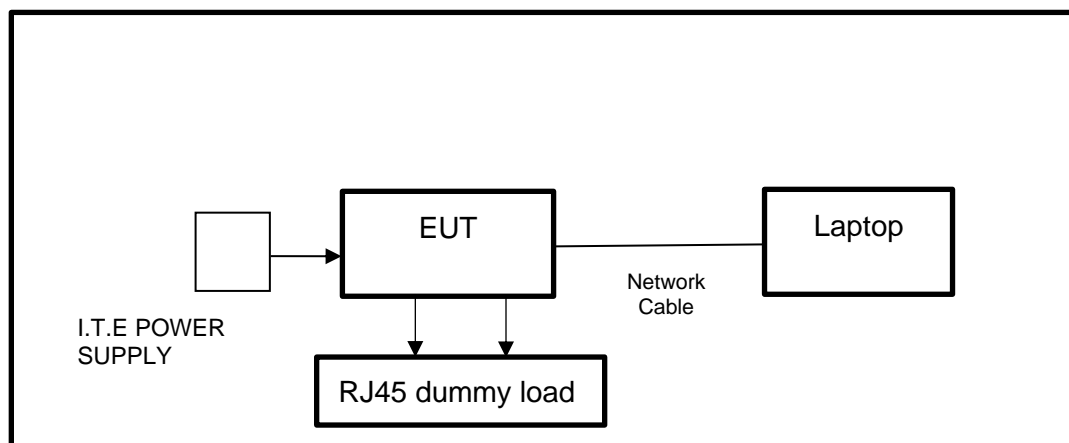 EUT
Laptop
Network
Cable
I.T.E POWER
SUPPLY
RJ45 dummy load